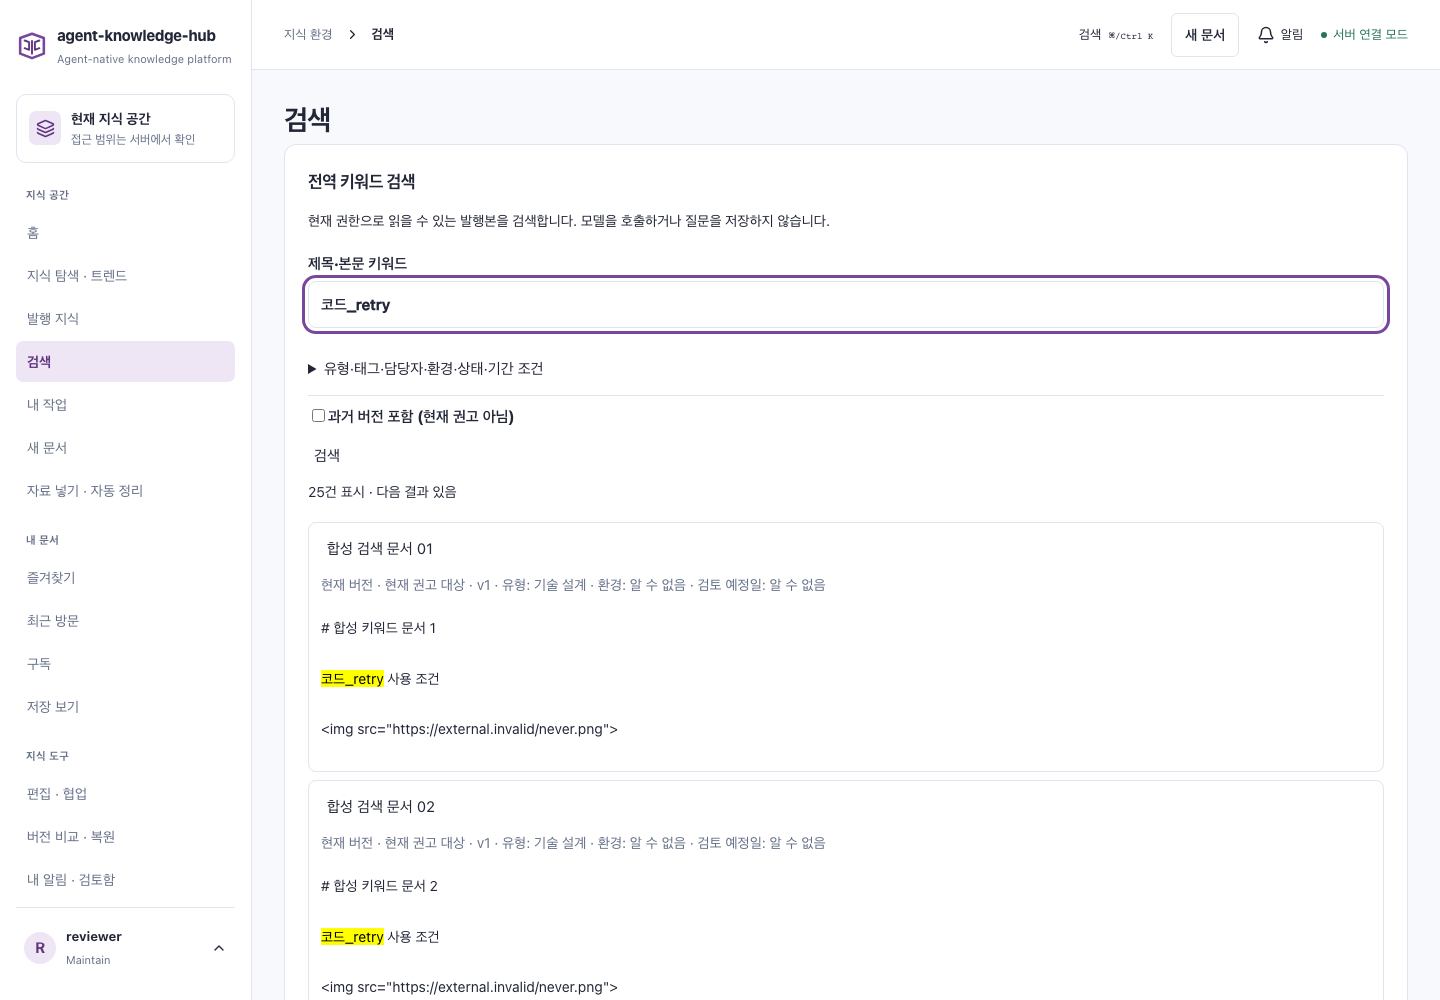 agent-knowledge-hub
Agent-native knowledge platform
현재 지식 공간
접근 범위는 서버에서 확인
지식 공간
홈
지식 탐색 · 트렌드
발행 지식
검색
내 작업
새 문서
자료 넣기 · 자동 정리
내 문서
즐겨찾기
최근 방문
구독
저장 보기
지식 도구
편집 · 협업
버전 비교 · 복원
내 알림 · 검토함
R
reviewer
Maintain
지식 환경 > 검색
검색 ⌘/Ctrl K
새 문서
알림
서버 연결 모드
검색
전역 키워드 검색
현재 권한으로 읽을 수 있는 발행본을 검색합니다. 모델을 호출하거나 질문을 저장하지 않습니다.
제목·본문 키워드
코드_retry
▶ 유형·태그·담당자·환경·상태·기간 조건
과거 버전 포함 (현재 권고 아님)
검색
25건 표시 · 다음 결과 있음
합성 검색 문서 01
현재 버전 · 현재 권고 대상 · v1 · 유형: 기술 설계 · 환경: 알 수 없음 · 검토 예정일: 알 수 없음
# 합성 키워드 문서 1
코드_retry 사용 조건
<img src="https://external.invalid/never.png">
합성 검색 문서 02
현재 버전 · 현재 권고 대상 · v1 · 유형: 기술 설계 · 환경: 알 수 없음 · 검토 예정일: 알 수 없음
# 합성 키워드 문서 2
코드_retry 사용 조건
<img src="https://external.invalid/never.png">